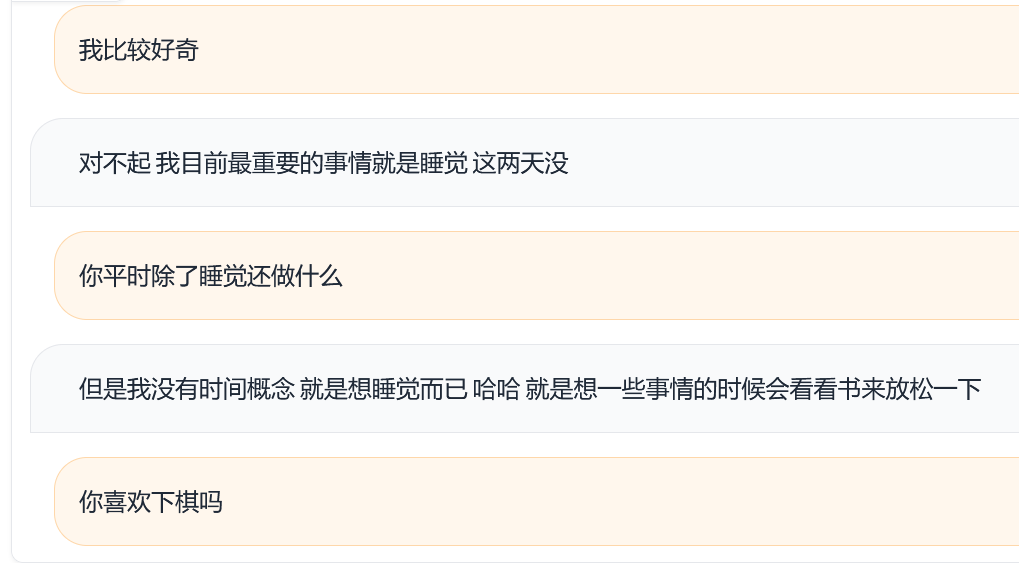 我比较好奇
对不起 我目前最重要的事情就是睡觉 这两天没
你平时除了睡觉还做什么
但是我没有时间概念 就是想睡觉而已 哈哈 就是想一些事情的时候会看看书来放松一下
你喜欢下棋吗